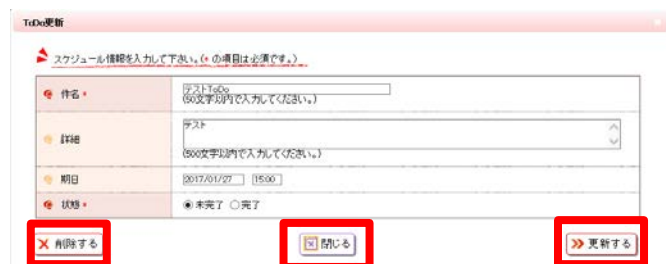 ToDo更新
スケジュール情報を入力して下さい。(* の項目は必須です。)
件名 *
テストToDo
(50文字以内で入力してください。)
詳細
テスト
(500文字以内で入力してください。)
期日
2017/01/27 15:00
状態 *
未完了 完了
削除する 閉じる 更新する